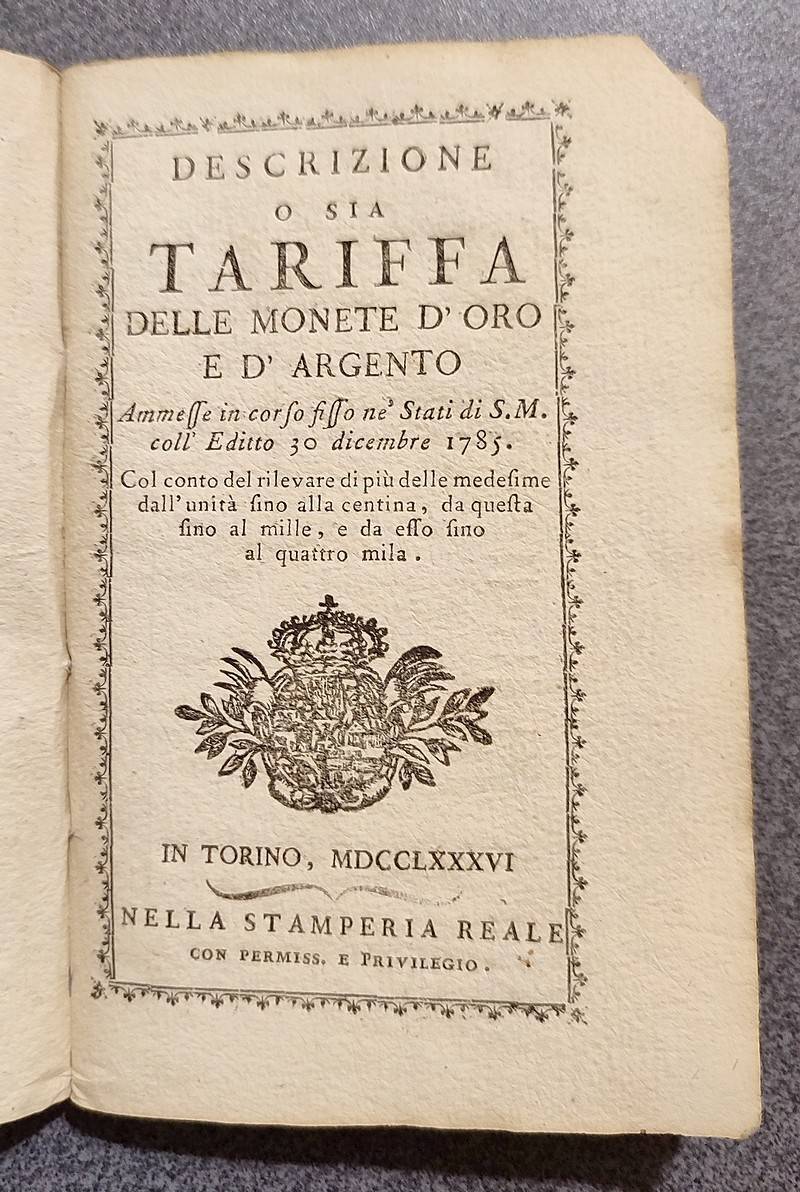 DESCRIZIONE
O SIA
TARIFFA
DELLE MONETE D' ORO
E D' ARGENTO
Ammeſſe in corſo fiſſo ne' Stati di S.M.
coll' Editto 30 dicembre 1785.
Col conto del rilevare di più delle medeſime
dall'unità ſino alla centina, da queſta
ſino al mille, e da eſſo ſino
al quattro mila.
IN TORINO, MDCCLXXXVI
NELLA STAMPERIA REALE
CON PERMISS. E PRIVILEGIO.